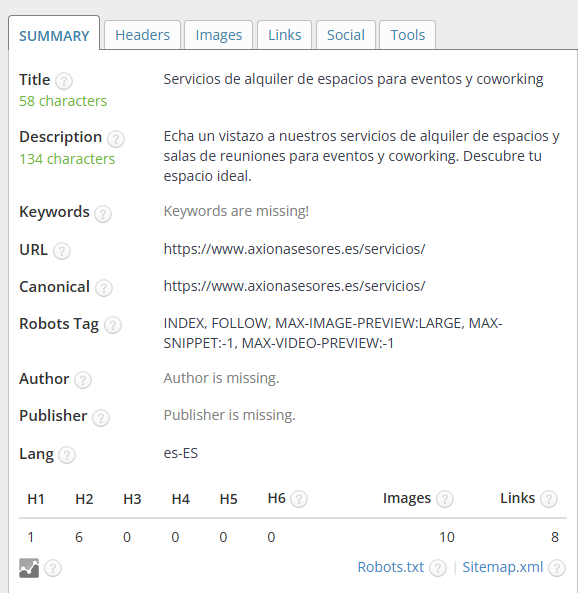 SUMMARY Headers Images Links Social Tools
Title ? Servicios de alquiler de espacios para eventos y coworking
58 characters
Description ? Echa un vistazo a nuestros servicios de alquiler de espacios y
134 characters salas de reuniones para eventos y coworking. Descubre tu
espacio ideal.
Keywords ? Keywords are missing!
URL ? https://www.axionasesores.es/servicios/
Canonical ? https://www.axionasesores.es/servicios/
Robots Tag ? INDEX, FOLLOW, MAX-IMAGE-PREVIEW:LARGE, MAX-
SNIPPET:-1, MAX-VIDEO-PREVIEW:-1
Author ? Author is missing.
Publisher ? Publisher is missing.
Lang ? es-ES
H1 H2 H3 H4 H5 H6 ? Images ? Links ?
1 6 0 0 0 0 10 8
? Robots.txt ? | Sitemap.xml ?